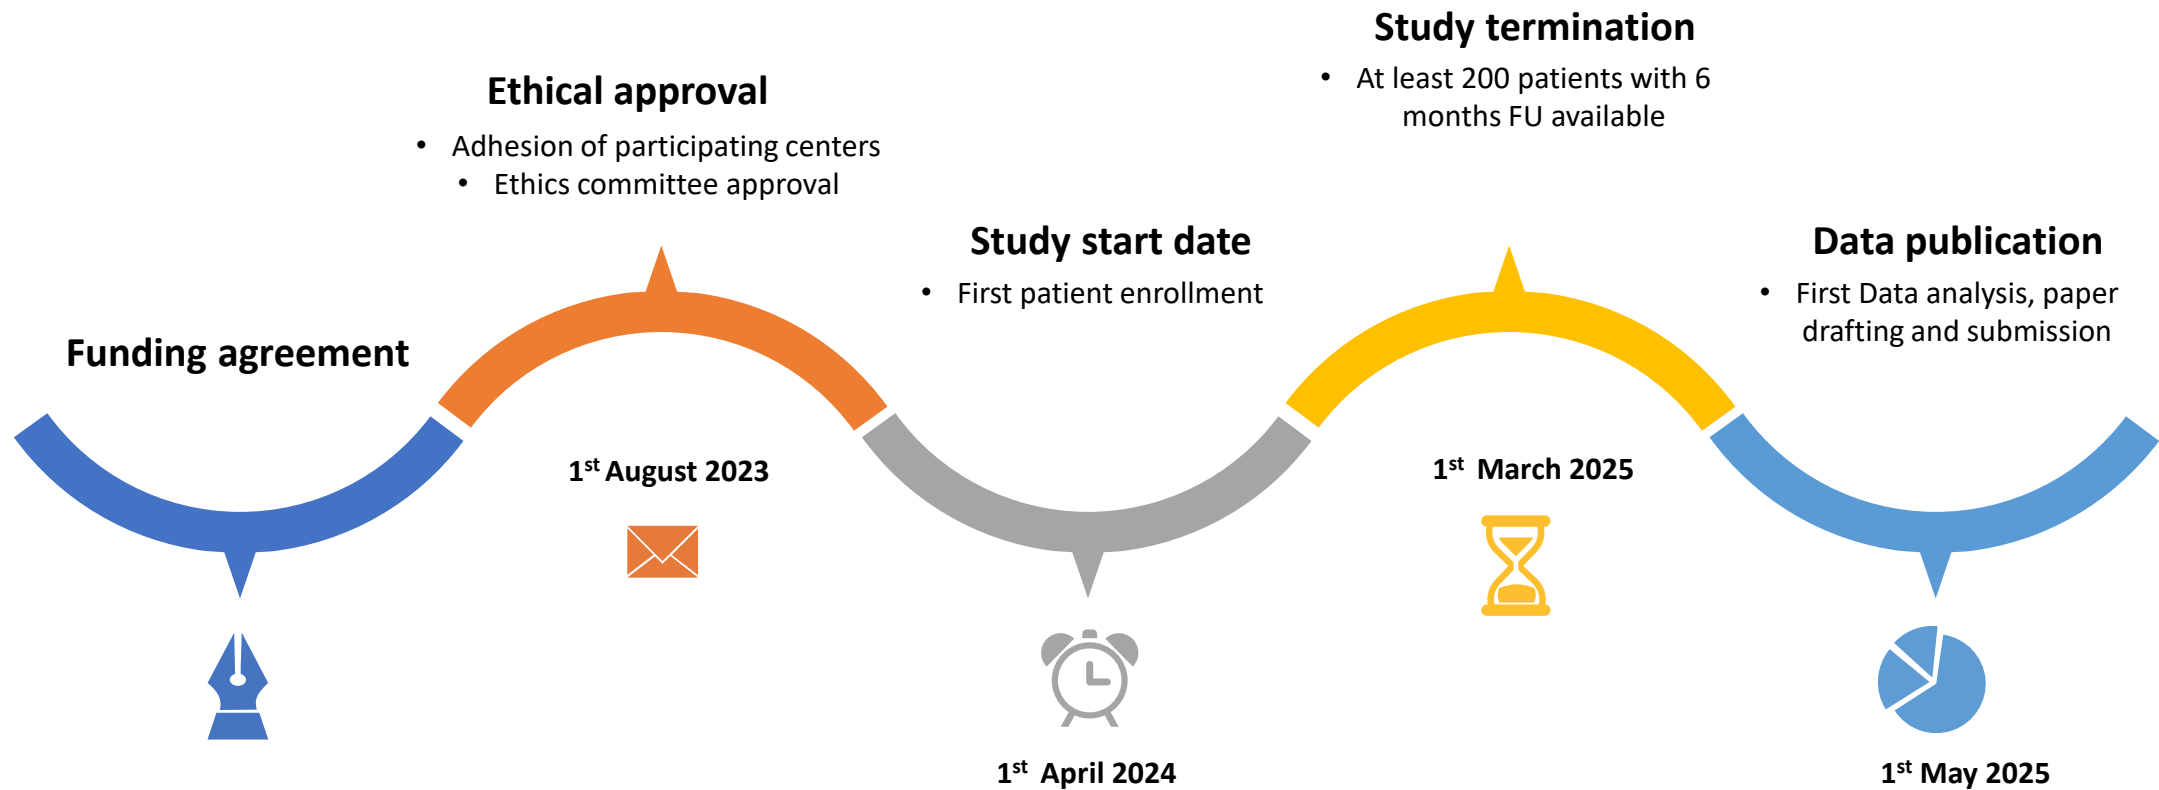 Funding agreement
Ethical approval
• Adhesion of participating centers
• Ethics committee approval
1st August 2023
Study start date
• First patient enrollment
1st April 2024
Study termination
• At least 200 patients with 6
months FU available
1st March 2025
Data publication
• First Data analysis, paper
drafting and submission
1st May 2025